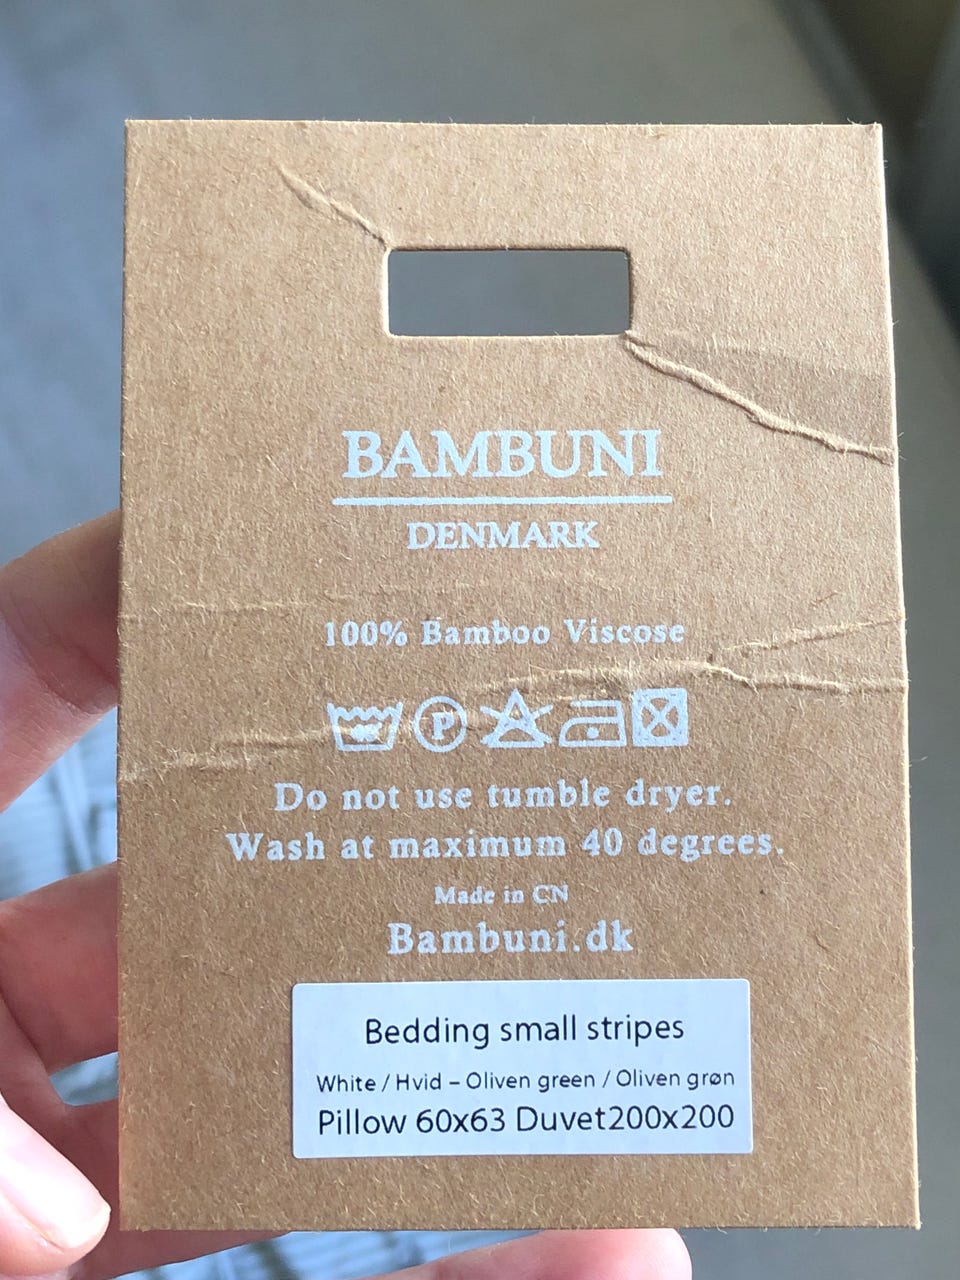 BAMBUNI
DENMARK
100% Bamboo Viscose
P
Do not use tumble dryer.
Wash at maximum 40 degrees.
Made in CN
Bambuni.dk
Bedding small stripes
White / Hvid – Oliven green / Oliven grøn
Pillow 60x63 Duvet200x200